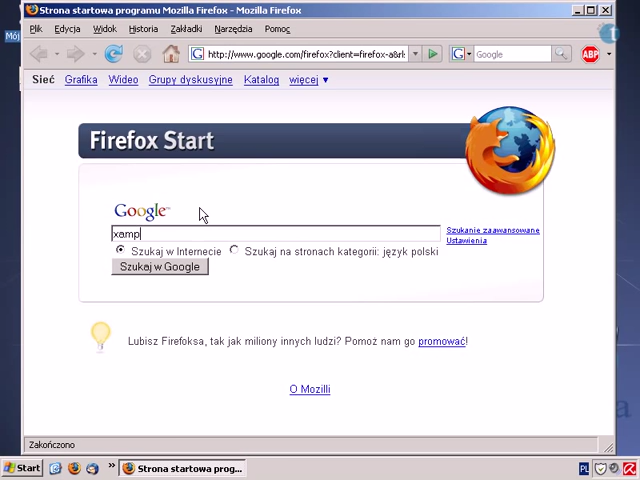 Strona startowa programu Mozilla Firefox - Mozilla Firefox
Plik Edycja Widok Historia Zakładki Narzędzia Pomoc
http://www.google.com/firefox?client=firefox-a&rl
Google
ABP
Sieć Grafika Wideo Grupy dyskusyjne Katalog więcej ▼
Firefox Start
Google™
xamp
Szukanie zaawansowane
Ustawienia
Szukaj w Internecie Szukaj na stronach kategorii: język polski
Szukaj w Google
Lubisz Firefoksa, tak jak miliony innych ludzi? Pomoż nam go promować!
O Mozilli
Zakończono
Start
Strona startowa prog...
PL